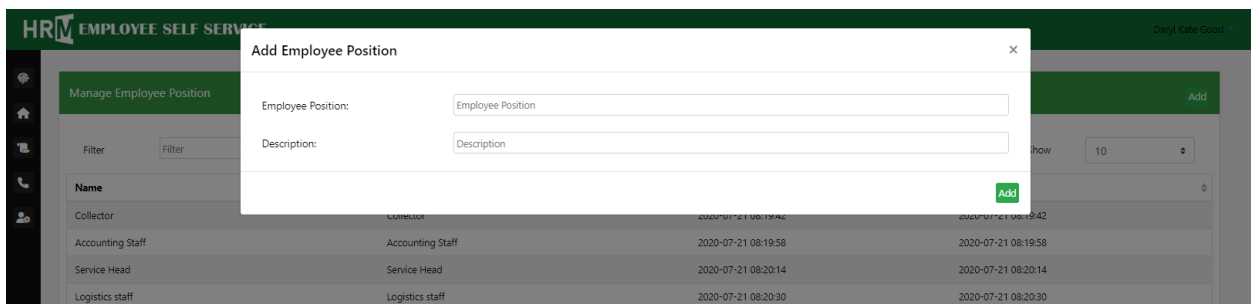 HRM EMPLOYEE SELF SERVICE
Daryl Kate Good
Add Employee Position
×
Manage Employee Position
Add
Employee Position:
Employee Position
Description:
Description
Filter
Filter
Show
10
Add
Name
Collector
Collector
2020-07-21 08:19:42
2020-07-21 08:19:42
Accounting Staff
Accounting Staff
2020-07-21 08:19:58
2020-07-21 08:19:58
Service Head
Service Head
2020-07-21 08:20:14
2020-07-21 08:20:14
Logistics staff
Logistics staff
2020-07-21 08:20:30
2020-07-21 08:20:30